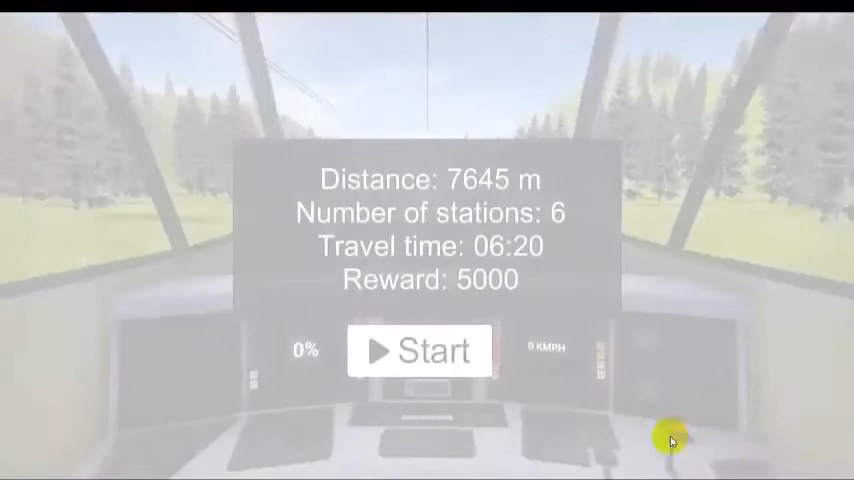 Distance: 7645 m
Number of stations: 6
Travel time: 06:20
Reward: 5000
0%
Start
0 KMPH